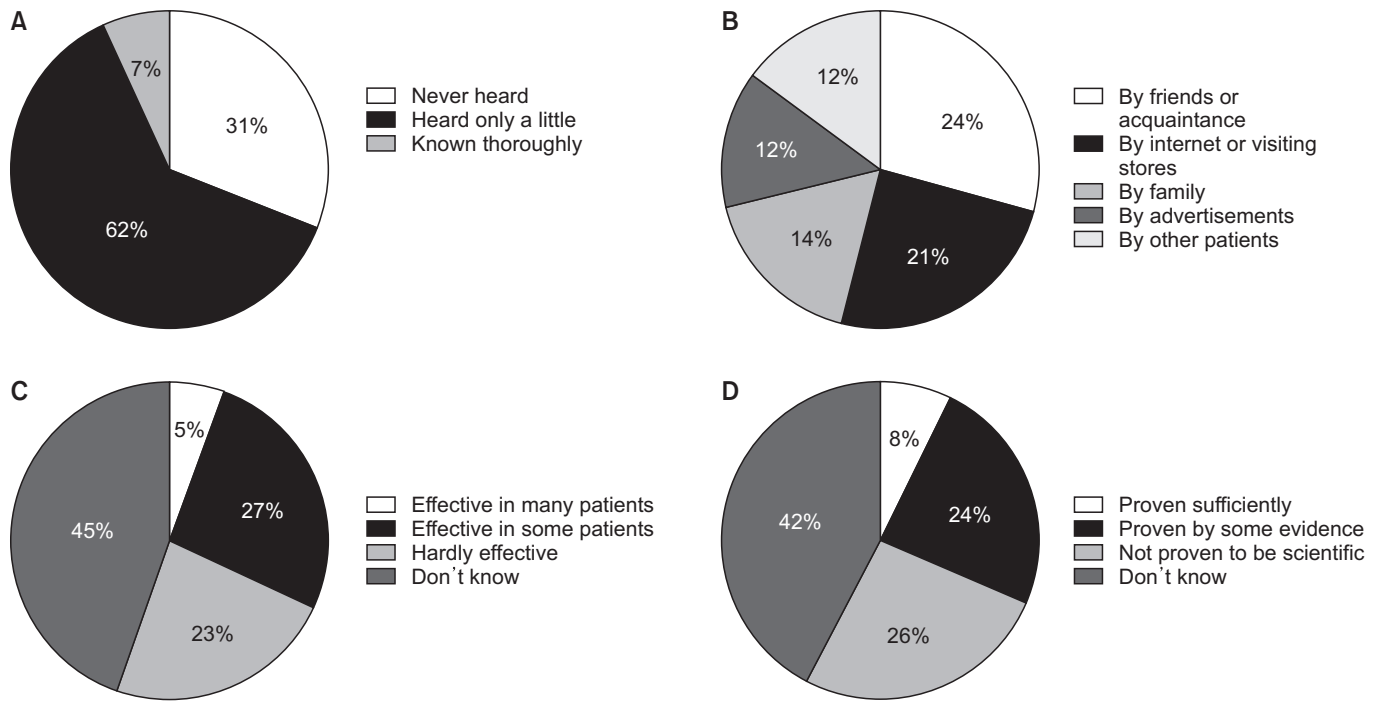 A
7%
31%
62%
Never heard
Heard only a little
Known thoroughly
B
12%
24%
12%
14%
21%
By friends or
acquaintance
By internet or visiting
stores
By family
By advertisements
By other patients
C
5%
27%
45%
23%
Effective in many patients
Effective in some patients
Hardly effective
Don't know
D
8%
24%
42%
26%
Proven sufficiently
Proven by some evidence
Not proven to be scientific
Don't know